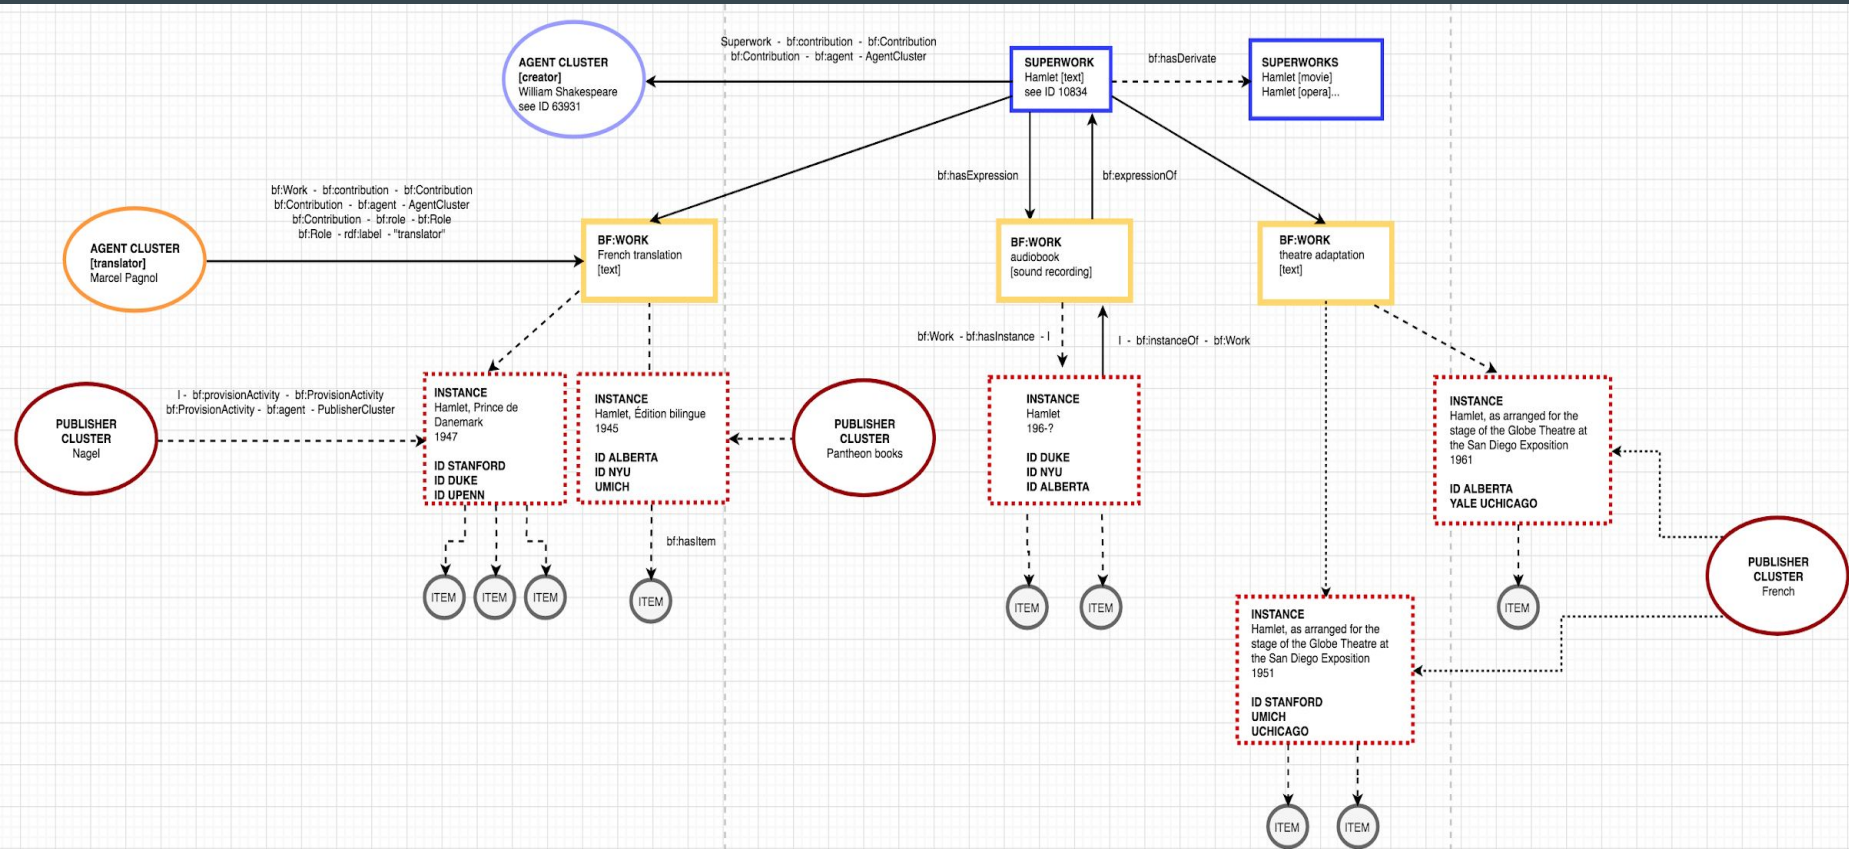 Superwork - bf:contribution - bf:Contribution
bf:Contribution - bf:agent - AgentCluster
AGENT CLUSTER
[creator]
William Shakespeare
see ID 63931
SUPERWORK
Hamlet [text]
see ID 10834
bf:hasDerivate
SUPERWORKS
Hamlet [movie]
Hamlet [opera]...
bf:hasExpression
bf:expressionOf
bf:Work - bf:contribution - bf:Contribution
bf:Contribution - bf:agent - AgentCluster
bf:Contribution - bf:role - bf:Role
bf:Role - rdf:label - "translator"
AGENT CLUSTER
[translator]
Marcel Pagnol
BF:WORK
French translation
[text]
BF:WORK
audiobook
[sound recording]
BF:WORK
theatre adaptation
[text]
bf:Work - bf:hasInstance - I
I - bf:instanceOf - bf:Work
I - bf:provisionActivity - bf:ProvisionActivity
bf:ProvisionActivity - bf:agent - PublisherCluster
PUBLISHER
CLUSTER
Nagel
INSTANCE
Hamlet, Prince de
Danemark
1947
ID STANFORD
ID DUKE
ID UPENN
INSTANCE
Hamlet, Édition bilingue
1945
ID ALBERTA
ID NYU
UMICH
PUBLISHER
CLUSTER
Pantheon books
INSTANCE
Hamlet
196-?
ID DUKE
ID NYU
ID ALBERTA
INSTANCE
Hamlet, as arranged for the
stage of the Globe Theatre at
the San Diego Exposition
1961
ID ALBERTA
YALE UCHICAGO
bf:hasItem
PUBLISHER
CLUSTER
French
ITEM
ITEM
ITEM
ITEM
ITEM
ITEM
ITEM
INSTANCE
Hamlet, as arranged for the
stage of the Globe Theatre at
the San Diego Exposition
1951
ID STANFORD
UMICH
UCHICAGO
ITEM
ITEM